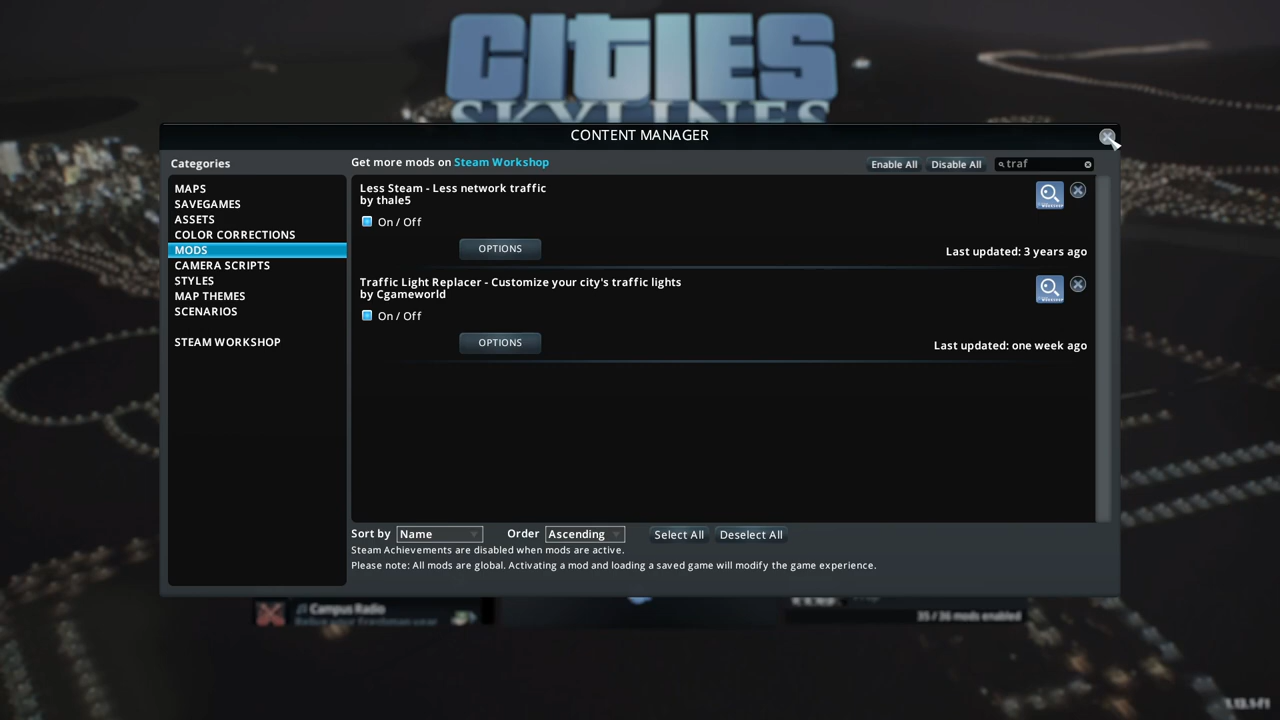 CITIES
SKYLINES
CONTENT MANAGER
Categories
Get more mods on Steam Workshop
Enable All
Disable All
traf
MAPS
SAVEGAMES
ASSETS
COLOR CORRECTIONS
MODS
CAMERA SCRIPTS
STYLES
MAP THEMES
SCENARIOS
STEAM WORKSHOP
Less Steam - Less network traffic
by thale5
On / Off
OPTIONS
Last updated: 3 years ago
Traffic Light Replacer - Customize your city's traffic lights
by Cgameworld
On / Off
OPTIONS
Last updated: one week ago
Sort by Name Order Ascending Select All Deselect All
Steam Achievements are disabled when mods are active.
Please note: All mods are global. Activating a mod and loading a saved game will modify the game experience.
Campus Radio
35 / 36 mods enabled
1.13.1-f1